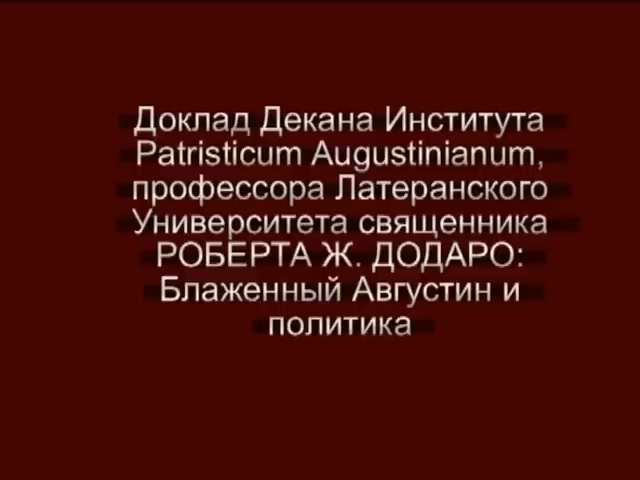 Доклад Декана Института
Patristicum Augustinianum,
профессора Латеранского
Университета священника
РОБЕРТА Ж. ДОДАРО:
Блаженный Августин и
политика